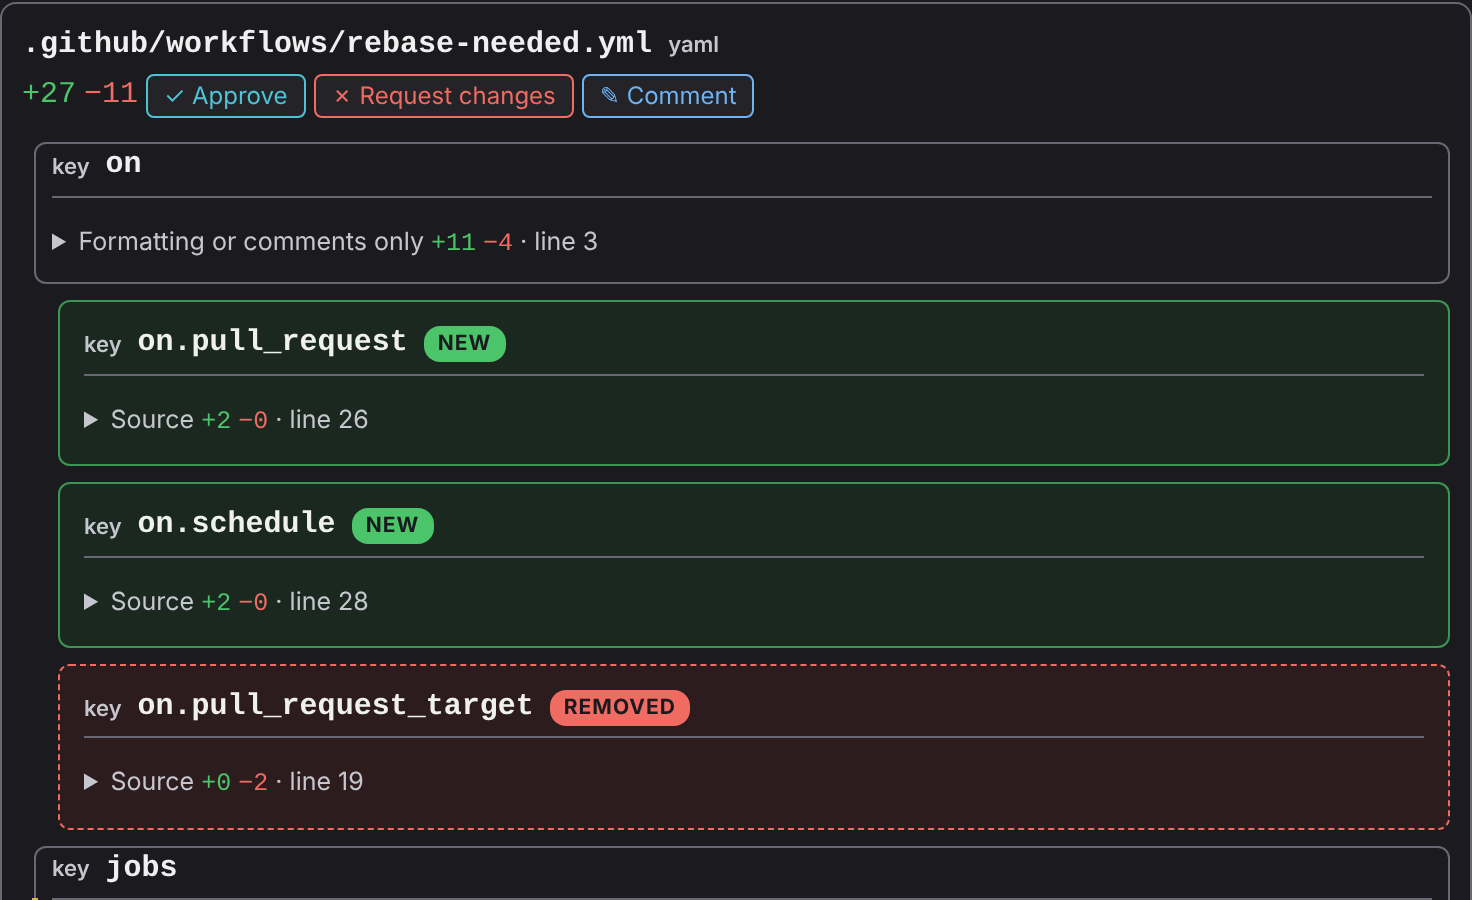 .github/workflows/rebase-needed.yml yaml
+27 −11 ✓ Approve ✕ Request changes ✎ Comment
key on
▶ Formatting or comments only +11 −4 · line 3
key on.pull_request NEW
▶ Source +2 −0 · line 26
key on.schedule NEW
▶ Source +2 −0 · line 28
key on.pull_request_target REMOVED
▶ Source +0 −2 · line 19
key jobs